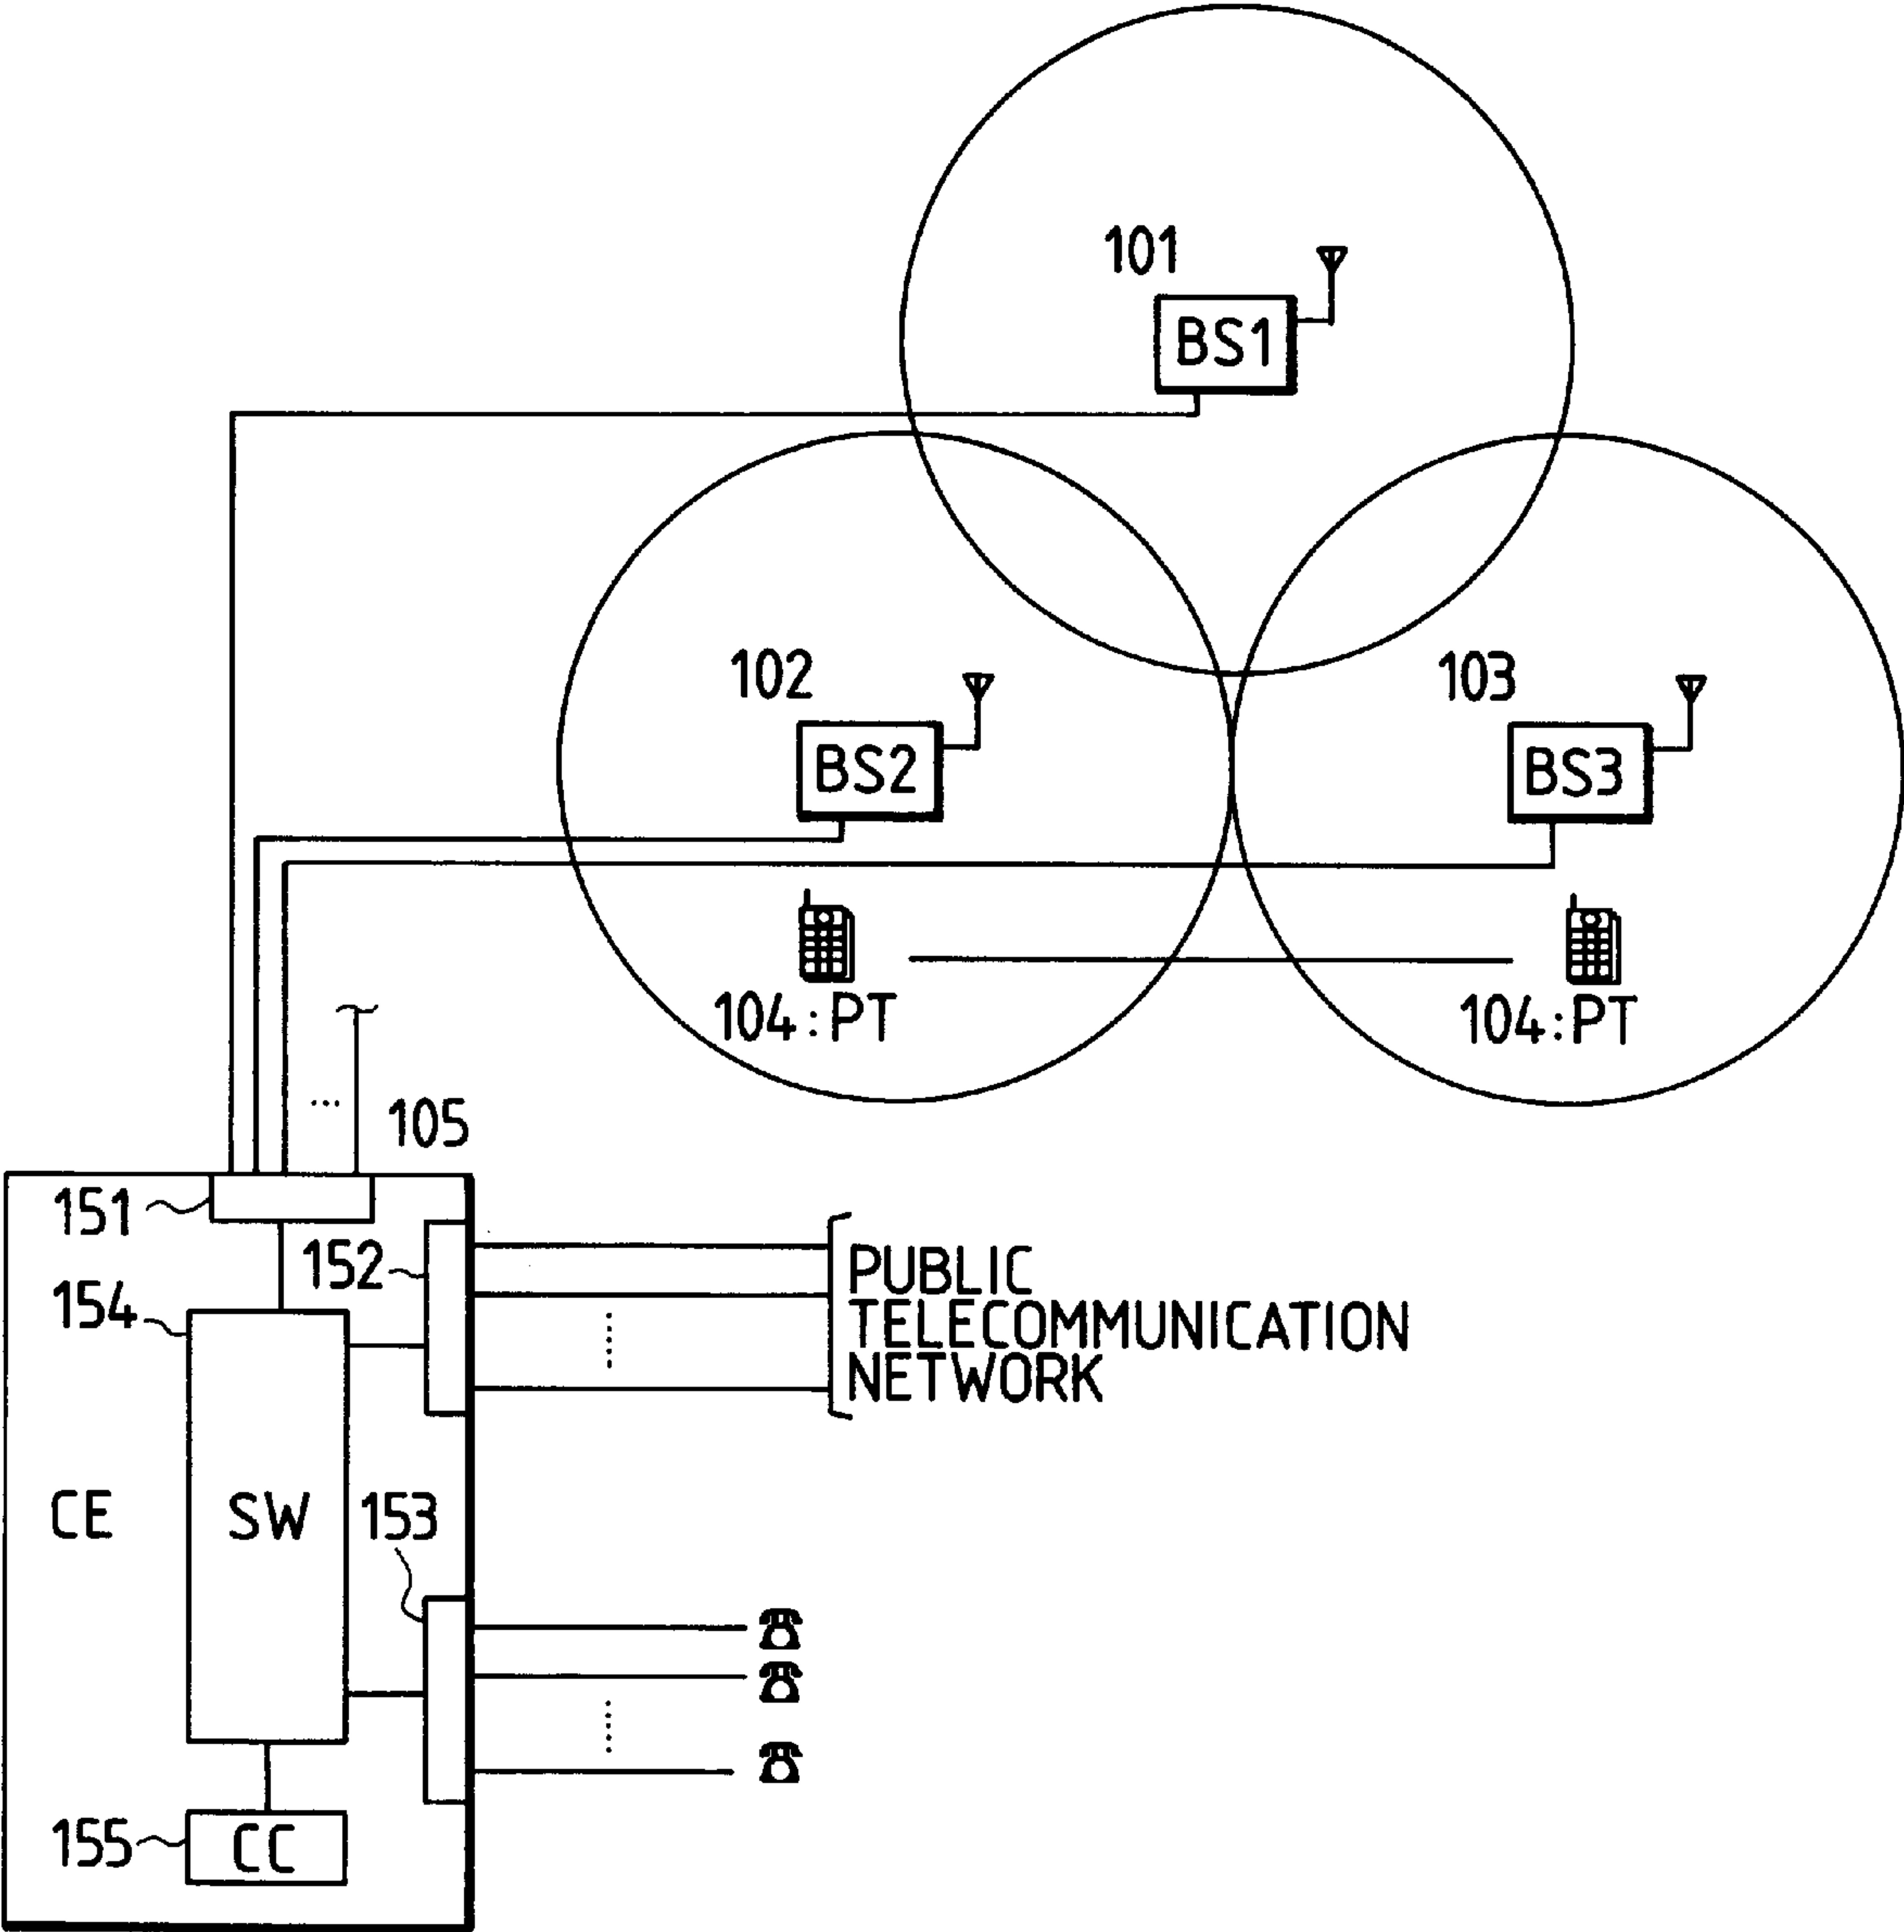 101
BS1
102
BS2
103
BS3
104:PT
104:PT
105
151
152
154
PUBLIC
TELECOMMUNICATION
NETWORK
CE
SW
153
155
CC